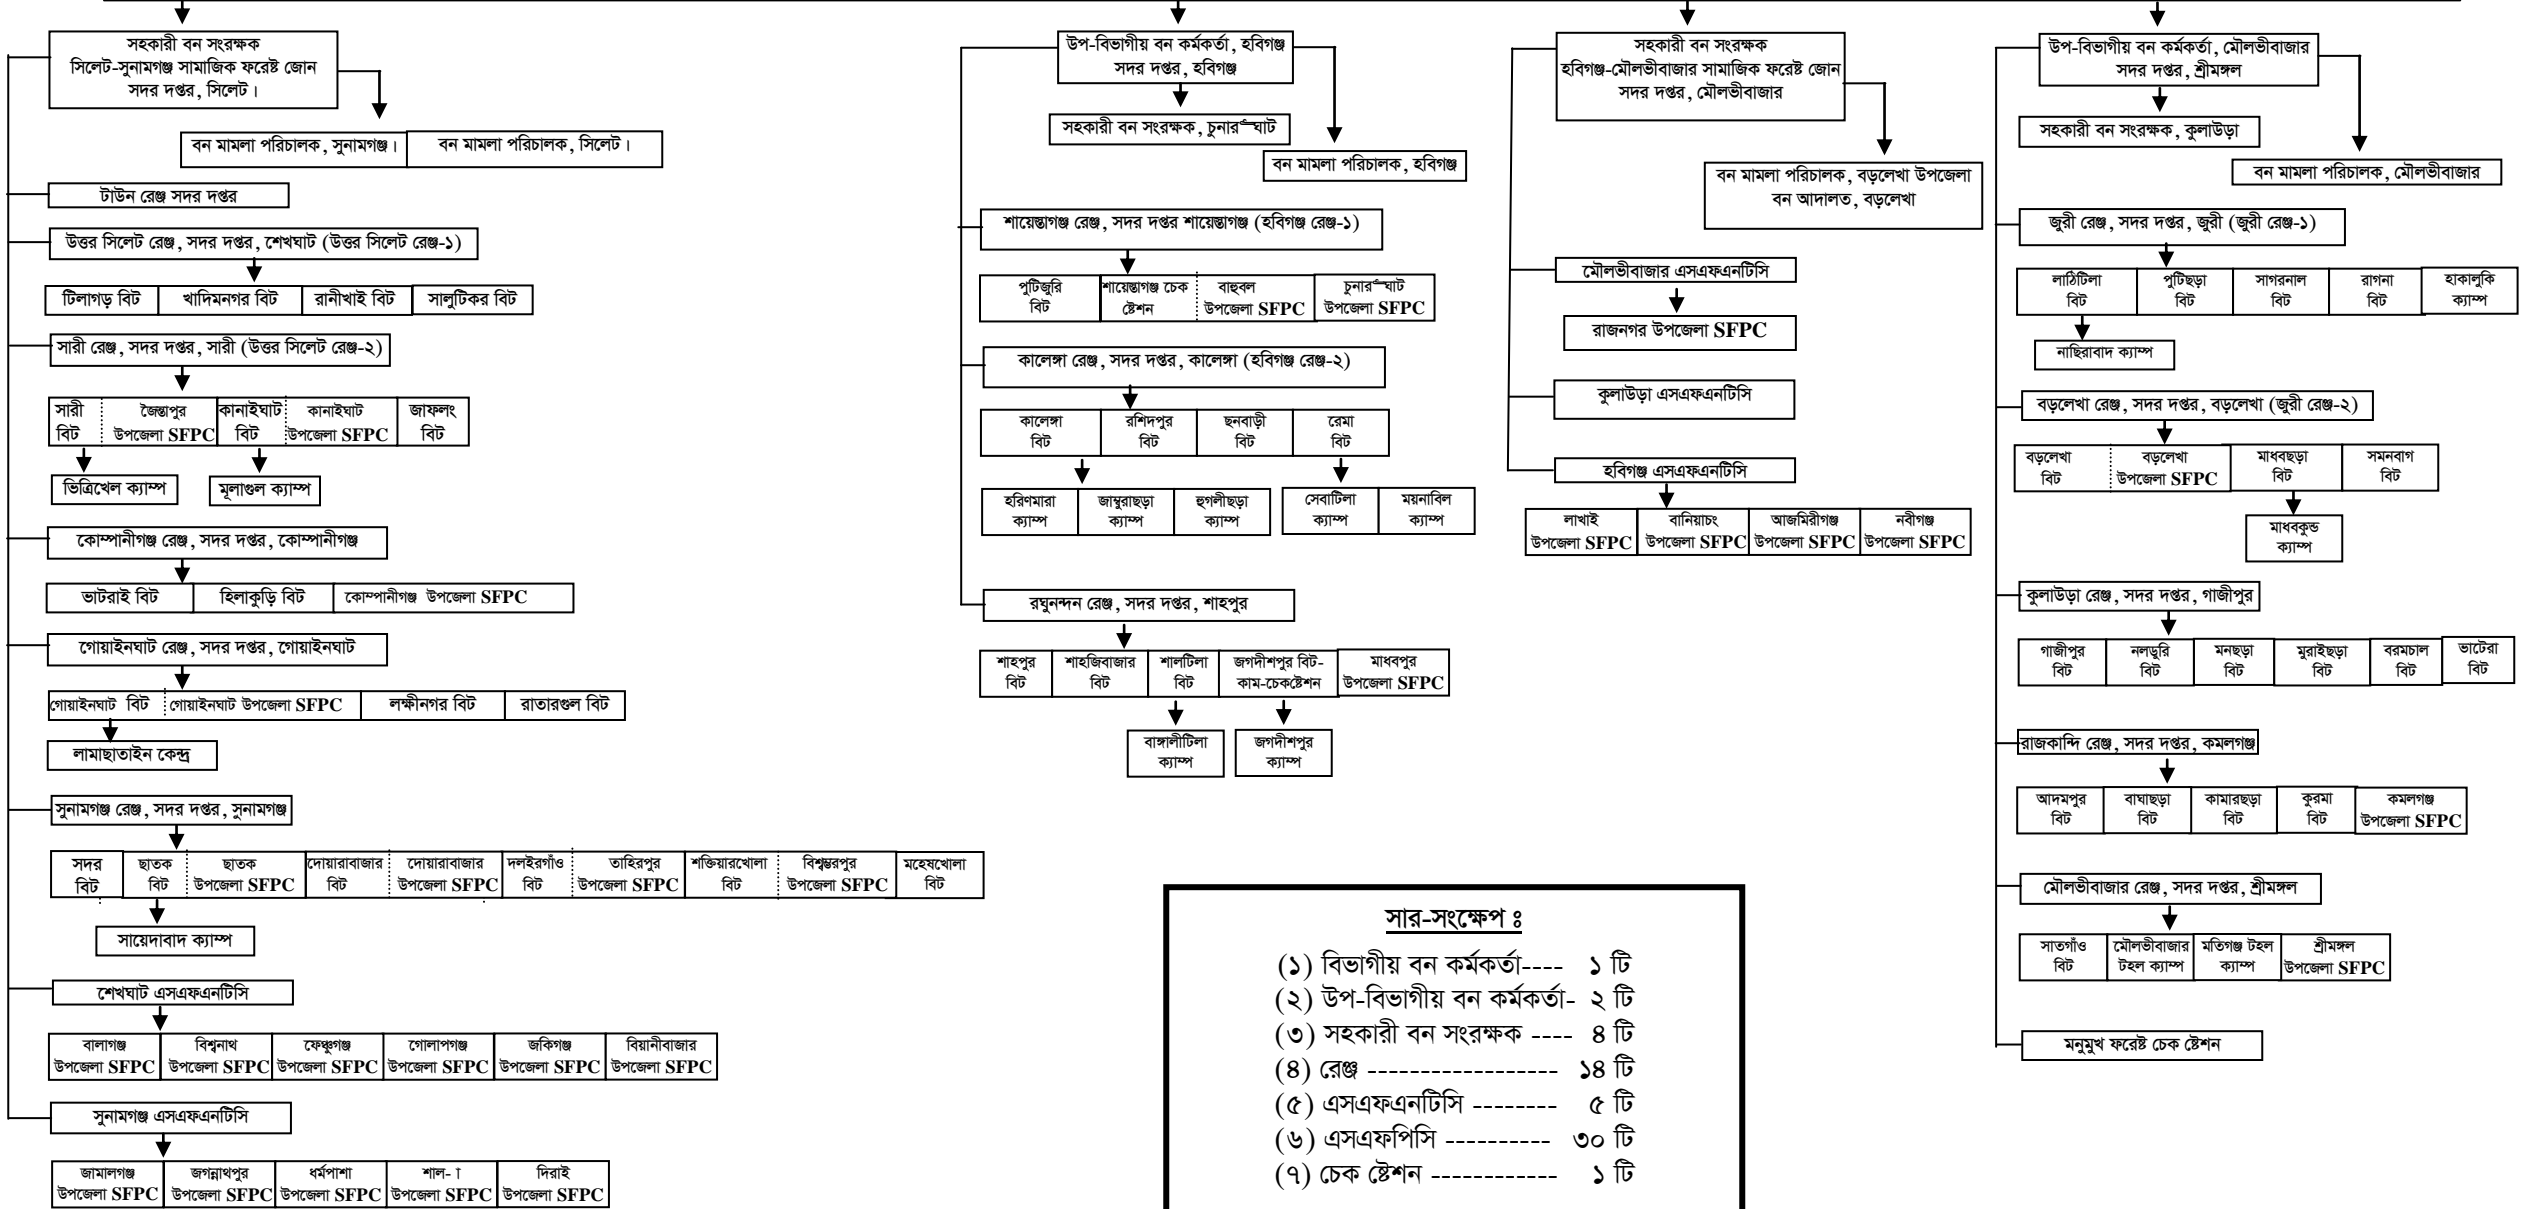 সহকারী বন সংরক্ষক
সিলেট-সুনামগঞ্জ সামাজিক ফরেষ্ট জোন
সদর দপ্তর, সিলেট।
বন মামলা পরিচালক, সুনামগঞ্জ।
বন মামলা পরিচালক, সিলেট।
টাউন রেঞ্জ সদর দপ্তর
উত্তর সিলেট রেঞ্জ, সদর দপ্তর, শেখঘাট (উত্তর সিলেট রেঞ্জ-১)
টিলাগড় বিট
খাদিমনগর বিট
রানীখাই বিট
সালুটিকর বিট
সারী রেঞ্জ, সদর দপ্তর, সারী (উত্তর সিলেট রেঞ্জ-২)
সারী
বিট
জৈন্তাপুর
উপজেলা SFPC
কানাইঘাট
বিট
কানাইঘাট
উপজেলা SFPC
জাফলং
বিট
ভিত্রিখেল ক্যাম্প
মূলাগুল ক্যাম্প
কোম্পানীগঞ্জ রেঞ্জ, সদর দপ্তর, কোম্পানীগঞ্জ
ভাটরাই বিট
হিলাকুড়ি বিট
কোম্পানীগঞ্জ উপজেলা SFPC
গোয়াইনঘাট রেঞ্জ, সদর দপ্তর, গোয়াইনঘাট
গোয়াইনঘাট বিট
গোয়াইনঘাট উপজেলা SFPC
লক্ষীনগর বিট
রাতারগুল বিট
লামাছাতাইন কেন্দ্র
সুনামগঞ্জ রেঞ্জ, সদর দপ্তর, সুনামগঞ্জ
সদর
বিট
ছাতক
বিট
ছাতক
উপজেলা SFPC
দোয়ারাবাজার
বিট
দোয়ারাবাজার
উপজেলা SFPC
দলইরগাঁও
বিট
তাহিরপুর
উপজেলা SFPC
শক্তিয়ারখোলা
বিট
বিশ্বম্ভরপুর
উপজেলা SFPC
মহেষখোলা
বিট
সায়েদাবাদ ক্যাম্প
শেখঘাট এসএফএনটিসি
বালাগঞ্জ
উপজেলা SFPC
বিশ্বনাথ
উপজেলা SFPC
ফেঞ্চুগঞ্জ
উপজেলা SFPC
গোলাপগঞ্জ
উপজেলা SFPC
জকিগঞ্জ
উপজেলা SFPC
বিয়ানীবাজার
উপজেলা SFPC
সুনামগঞ্জ এসএফএনটিসি
জামালগঞ্জ
উপজেলা SFPC
জগন্নাথপুর
উপজেলা SFPC
ধর্মপাশা
উপজেলা SFPC
শাল-া
উপজেলা SFPC
দিরাই
উপজেলা SFPC
উপ-বিভাগীয় বন কর্মকর্তা, হবিগঞ্জ
সদর দপ্তর, হবিগঞ্জ
সহকারী বন সংরক্ষক, চুনার“ঘাট
বন মামলা পরিচালক, হবিগঞ্জ
শায়েস্তাগঞ্জ রেঞ্জ, সদর দপ্তর শায়েস্তাগঞ্জ (হবিগঞ্জ রেঞ্জ-১)
পুটিজুরি
বিট
শায়েস্তাগঞ্জ চেক
ষ্টেশন
বাহুবল
উপজেলা SFPC
চুনার“ঘাট
উপজেলা SFPC
কালেঙ্গা রেঞ্জ, সদর দপ্তর, কালেঙ্গা (হবিগঞ্জ রেঞ্জ-২)
কালেঙ্গা
বিট
রশিদপুর
বিট
ছনবাড়ী
বিট
রেমা
বিট
হরিণমারা
ক্যাম্প
জাম্বুরাছড়া
ক্যাম্প
হুগলীছড়া
ক্যাম্প
সেবাটিলা
ক্যাম্প
ময়নাবিল
ক্যাম্প
রঘুনন্দন রেঞ্জ, সদর দপ্তর, শাহপুর
শাহপুর
বিট
শাহজিবাজার
বিট
শালটিলা
বিট
জগদীশপুর বিট-
কাম-চেকষ্টেশন
মাধবপুর
উপজেলা SFPC
বাঙ্গালীটিলা
ক্যাম্প
জগদীশপুর
ক্যাম্প
সহকারী বন সংরক্ষক
হবিগঞ্জ-মৌলভীবাজার সামাজিক ফরেষ্ট জোন
সদর দপ্তর, মৌলভীবাজার
বন মামলা পরিচালক, বড়লেখা উপজেলা
বন আদালত, বড়লেখা
মৌলভীবাজার এসএফএনটিসি
রাজনগর উপজেলা SFPC
কুলাউড়া এসএফএনটিসি
হবিগঞ্জ এসএফএনটিসি
লাখাই
উপজেলা SFPC
বানিয়াচং
উপজেলা SFPC
আজমিরীগঞ্জ
উপজেলা SFPC
নবীগঞ্জ
উপজেলা SFPC
উপ-বিভাগীয় বন কর্মকর্তা, মৌলভীবাজার
সদর দপ্তর, শ্রীমঙ্গল
সহকারী বন সংরক্ষক, কুলাউড়া
বন মামলা পরিচালক, মৌলভীবাজার
জুরী রেঞ্জ, সদর দপ্তর, জুরী (জুরী রেঞ্জ-১)
লাঠিটিলা
বিট
পুটিছড়া
বিট
সাগরনাল
বিট
রাগনা
বিট
হাকালুকি
ক্যাম্প
নাছিরাবাদ ক্যাম্প
বড়লেখা রেঞ্জ, সদর দপ্তর, বড়লেখা (জুরী রেঞ্জ-২)
বড়লেখা
বিট
বড়লেখা
উপজেলা SFPC
মাধবছড়া
বিট
সমনবাগ
বিট
মাধবকুন্ড
ক্যাম্প
কুলাউড়া রেঞ্জ, সদর দপ্তর, গাজীপুর
গাজীপুর
বিট
নলডুরি
বিট
মনছড়া
বিট
মুরাইছড়া
বিট
বরমচাল
বিট
ভাটেরা
বিট
রাজকান্দি রেঞ্জ, সদর দপ্তর, কমলগঞ্জ
আদমপুর
বিট
বাঘাছড়া
বিট
কামারছড়া
বিট
কুরমা
বিট
কমলগঞ্জ
উপজেলা SFPC
মৌলভীবাজার রেঞ্জ, সদর দপ্তর, শ্রীমঙ্গল
সাতগাঁও
বিট
মৌলভীবাজার
টহল ক্যাম্প
মতিগঞ্জ টহল
ক্যাম্প
শ্রীমঙ্গল
উপজেলা SFPC
মনুমুখ ফরেষ্ট চেক ষ্টেশন
সার-সংক্ষেপ ঃ
(১) বিভাগীয় বন কর্মকর্তা---- ১ টি
(২) উপ-বিভাগীয় বন কর্মকর্তা- ২ টি
(৩) সহকারী বন সংরক্ষক ---- ৪ টি
(৪) রেঞ্জ ------------------ ১৪ টি
(৫) এসএফএনটিসি -------- ৫ টি
(৬) এসএফপিসি ---------- ৩০ টি
(৭) চেক ষ্টেশন ------------ ১ টি